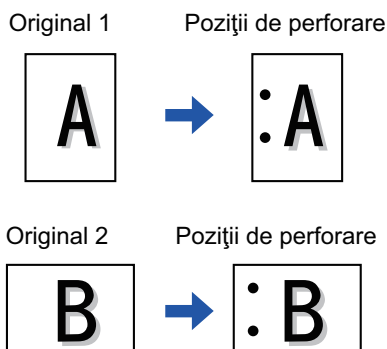 Original 1 Poziţii de perforare
A A
Original 2 Poziţii de perforare
B B